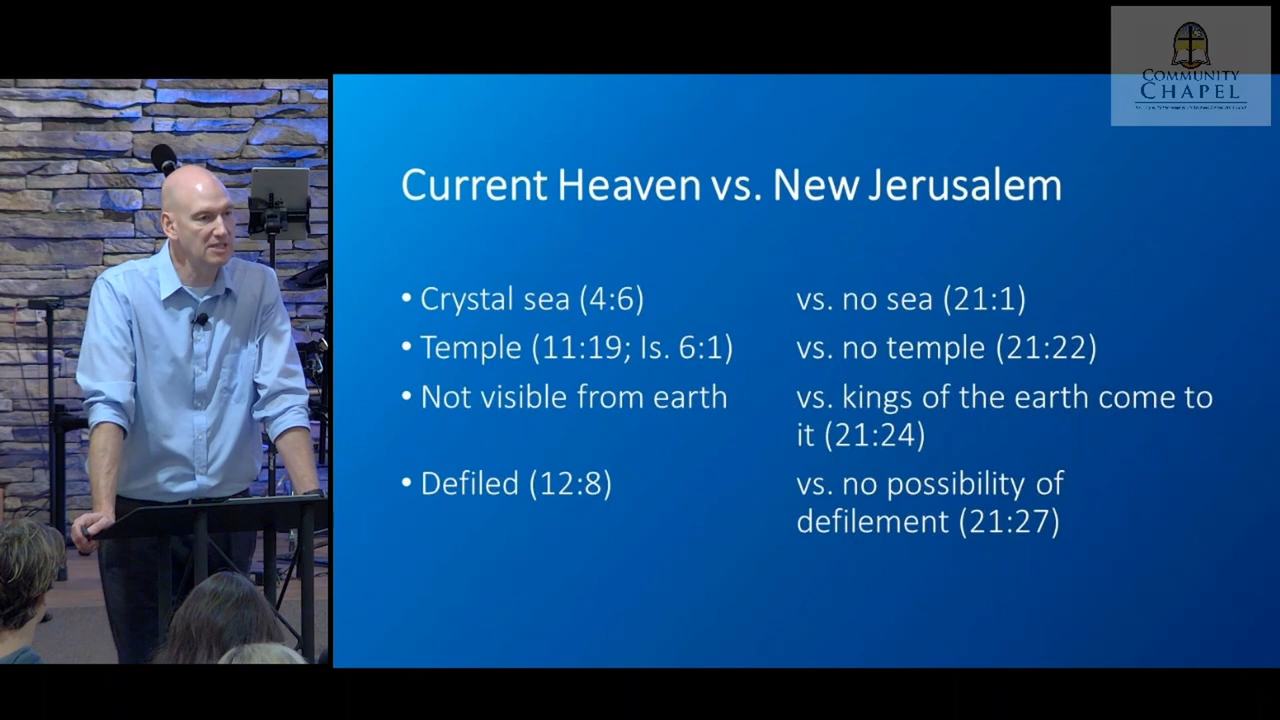 COMMUNITY
CHAPEL
Current Heaven vs. New Jerusalem
• Crystal sea (4:6) vs. no sea (21:1)
• Temple (11:19; Is. 6:1) vs. no temple (21:22)
• Not visible from earth vs. kings of the earth come to
it (21:24)
• Defiled (12:8) vs. no possibility of
defilement (21:27)